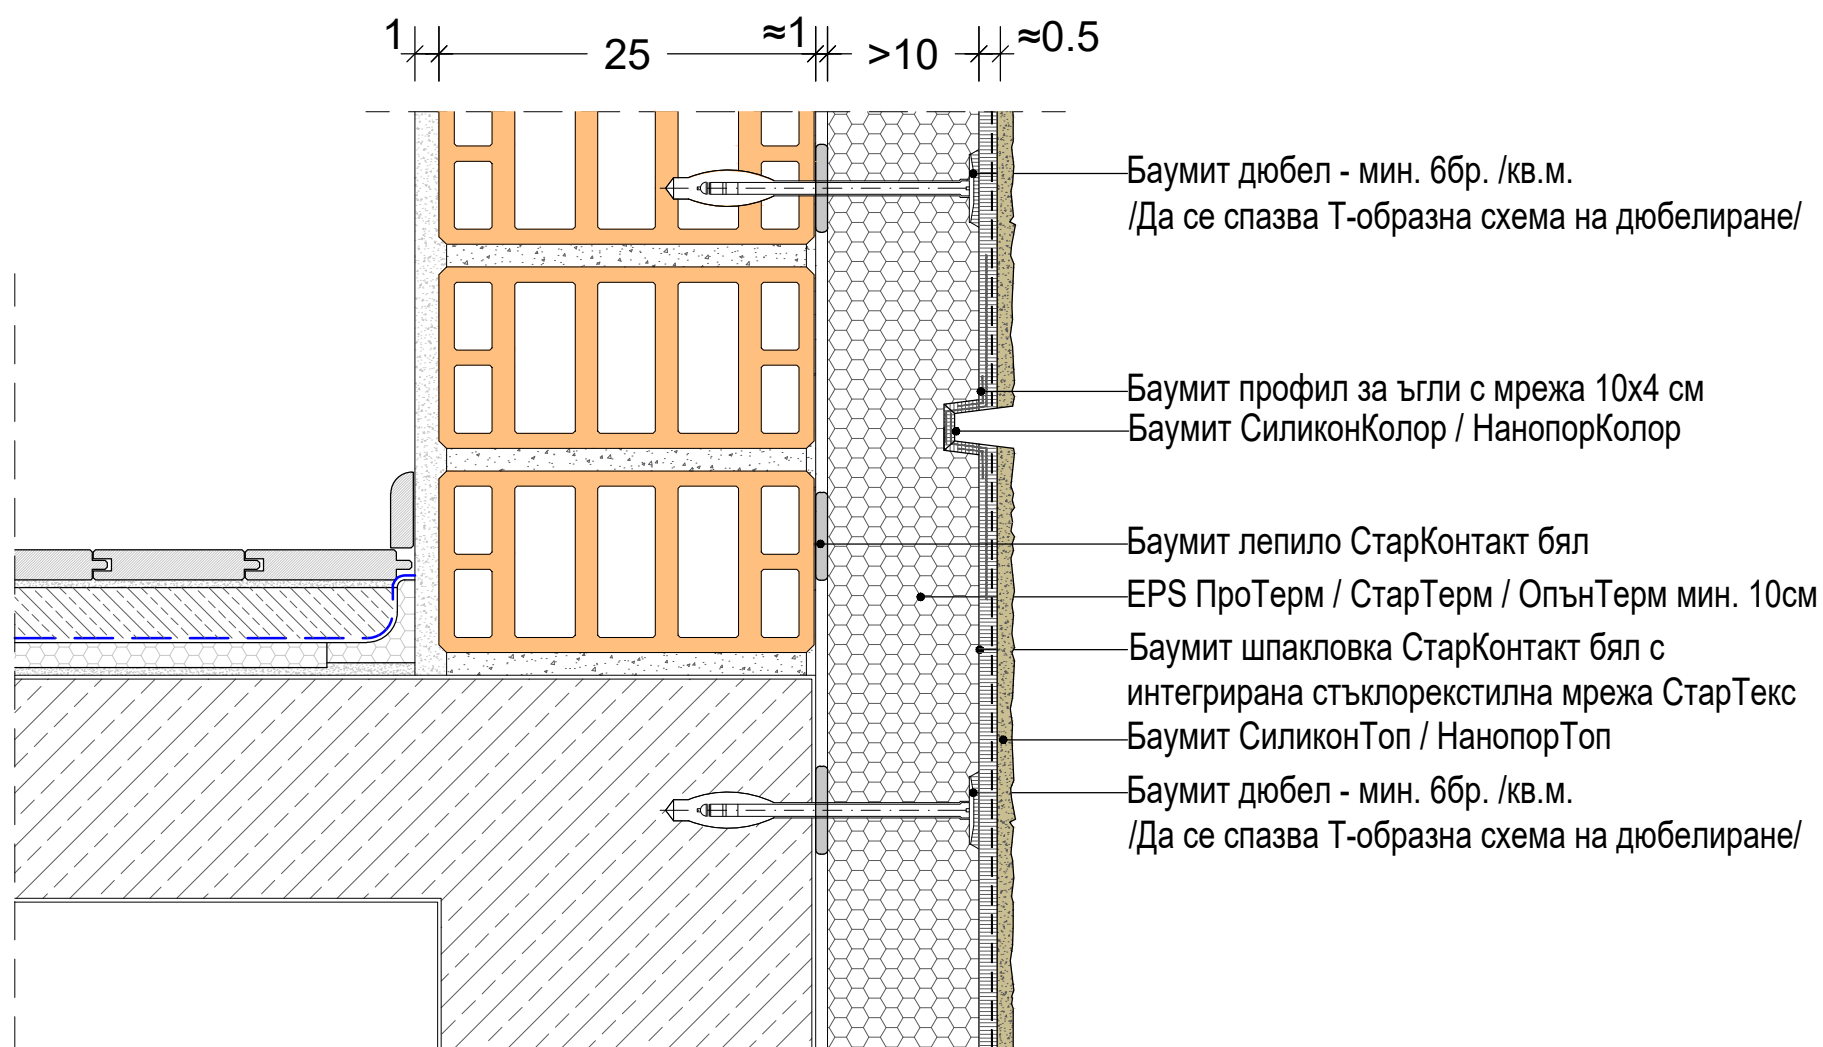 1 25 ≈1 >10 ≈0.5
Баумит дюбел - мин. 6бр. /кв.м.
/Да се спазва Т-образна схема на дюбелиране/
Баумит профил за ъгли с мрежа 10х4 см
Баумит СиликонКолор / НанопорКолор
Баумит лепило СтарКонтакт бял
EPS ПроТерм / СтарТерм / ОпънТерм мин. 10см
Баумит шпакловка СтарКонтакт бял с
интегрирана стъклорекстилна мрежа СтарТекс
Баумит СиликонТоп / НанопорТоп
Баумит дюбел - мин. 6бр. /кв.м.
/Да се спазва Т-образна схема на дюбелиране/